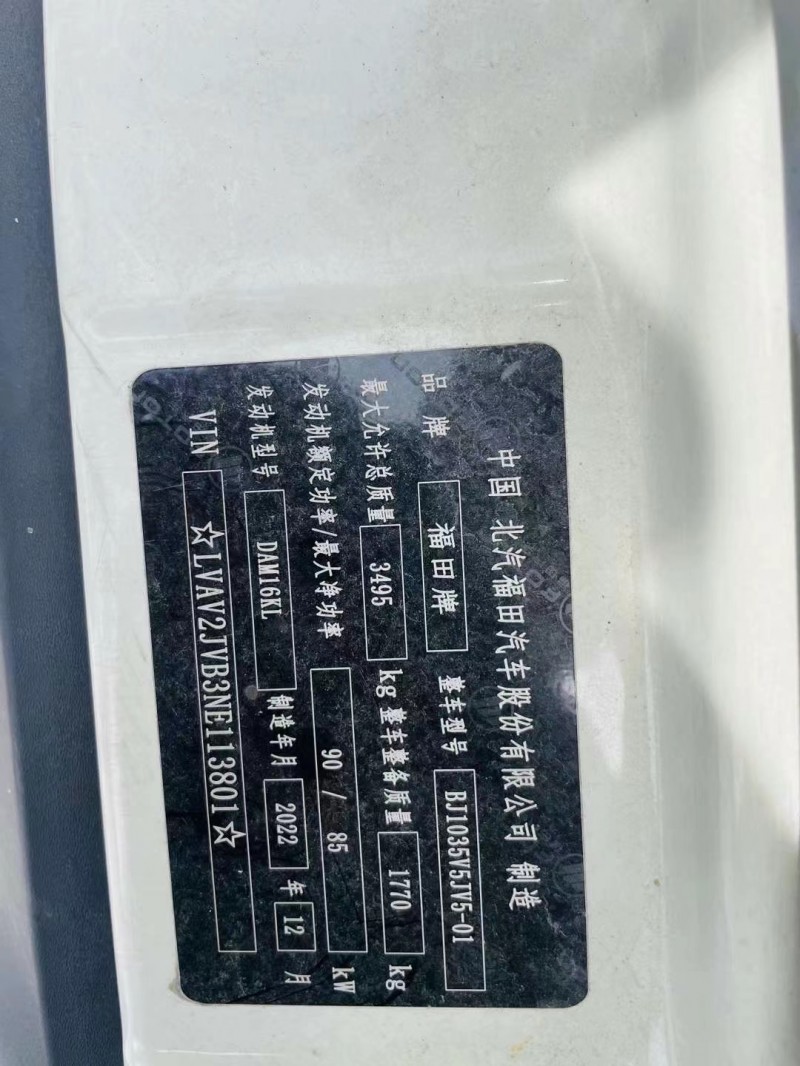 中国 北汽福田汽车股份有限公司 制造
品牌 福田牌 整车型号 BJ1035V5JV5-01
最大允许总质量 3495 kg 整车整备质量 1770 kg
发动机额定功率/最大净功率 90 / 85 kW
发动机型号 DAM16KL 制造年月 2022 年 12 月
VIN ☆LVAV2JVB3NE113801☆